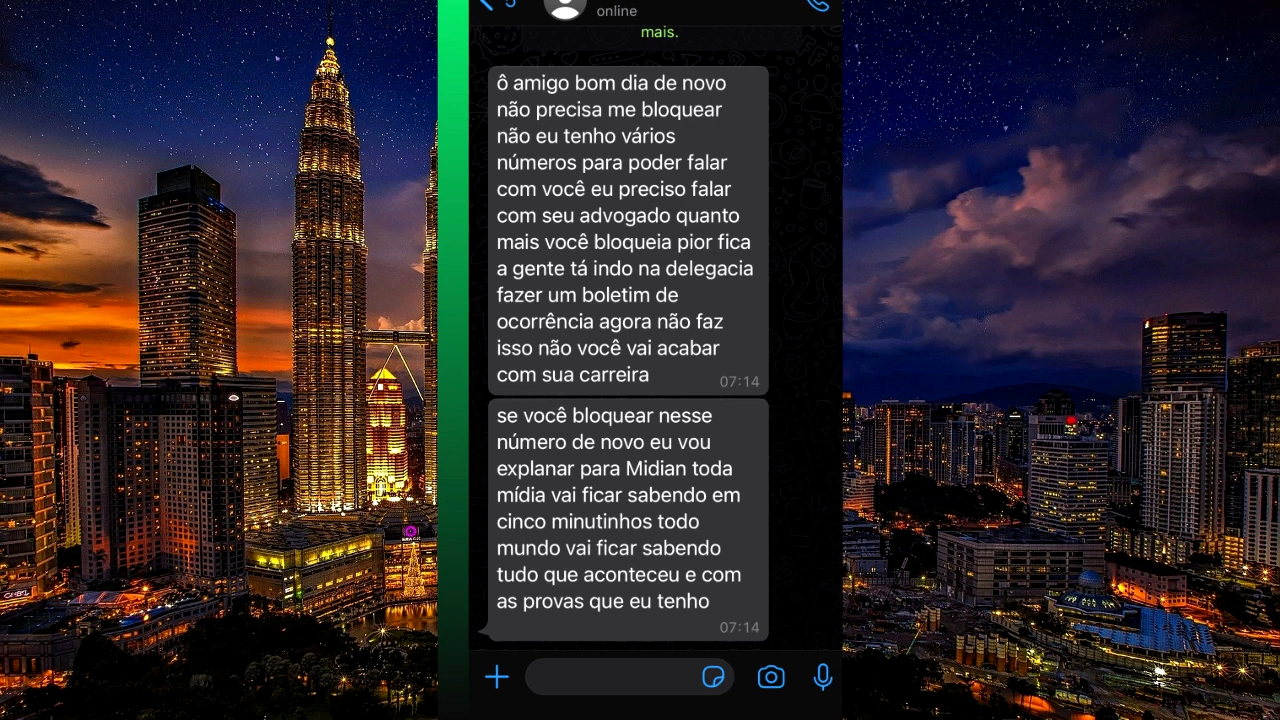 5
online
mais.
ô amigo bom dia de novo
não precisa me bloquear
não eu tenho vários
números para poder falar
com você eu preciso falar
com seu advogado quanto
mais você bloqueia pior fica
a gente tá indo na delegacia
fazer um boletim de
ocorrência agora não faz
isso não você vai acabar
com sua carreira
07:14
se você bloquear nesse
número de novo eu vou
explanar para Midian toda
mídia vai ficar sabendo em
cinco minutinhos todo
mundo vai ficar sabendo
tudo que aconteceu e com
as provas que eu tenho
07:14